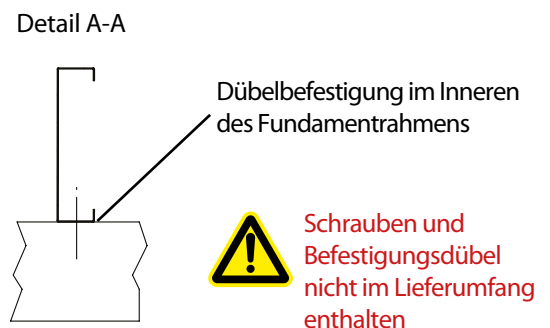 Detail A-A
Dübelbefestigung im Inneren
des Fundamentrahmens
Schrauben und
Befestigungsdübel
nicht im Lieferumfang
enthalten